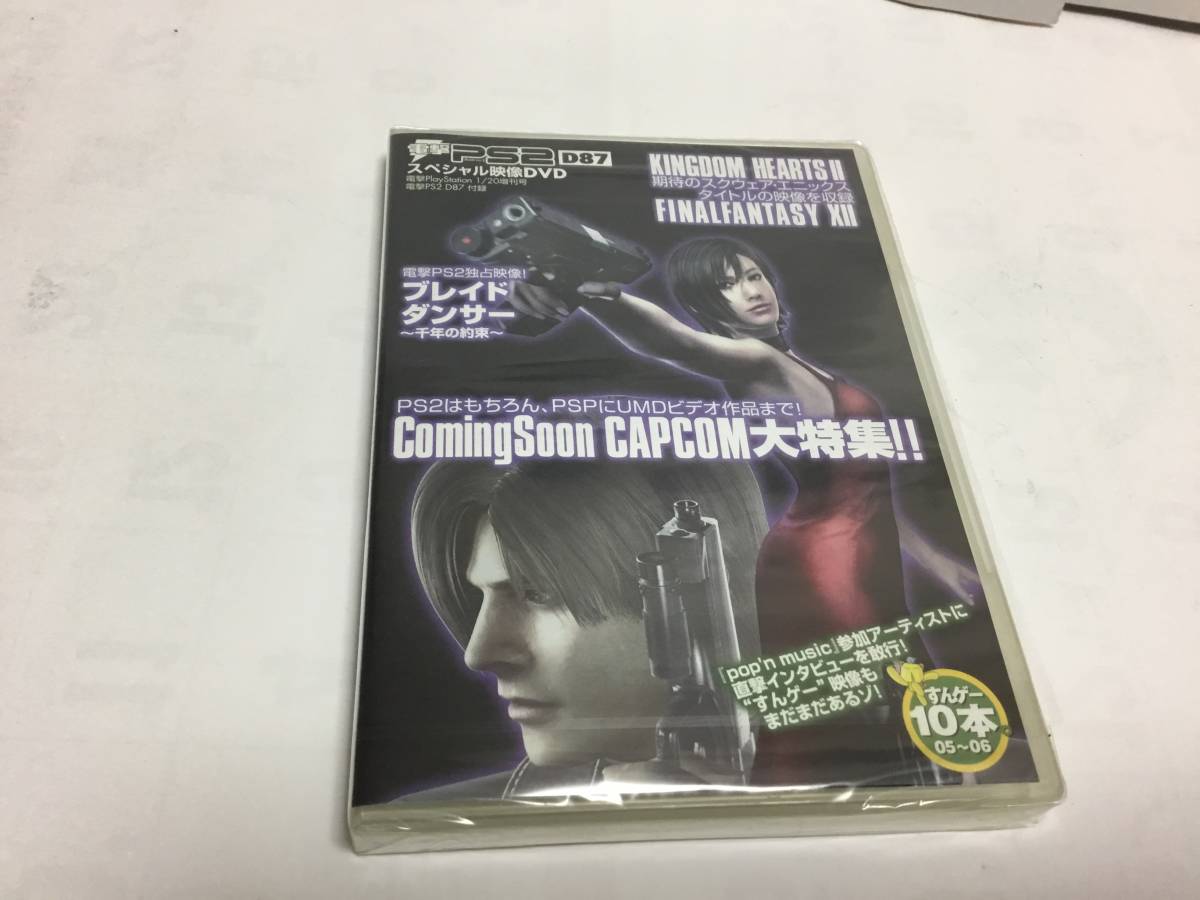 電撃PS2 D87
スペシャル映像DVD
電撃PlayStation 1/20増刊号
電撃PS2 D87 付録
KINGDOM HEARTS II
期待のスクウェア・エニックス
タイトルの映像を収録
FINALFANTASY XII
電撃PS2独占映像!
ブレイド
ダンサー
～千年の約束～
PS2はもちろん、PSPにUMDビデオ作品まで!
ComingSoon CAPCOM大特集!!
『pop'n music』参加アーティストに
直撃インタビューを敢行!
“すんゲー”映像も
まだまだあるゾ!
すんゲー
10本
05～06